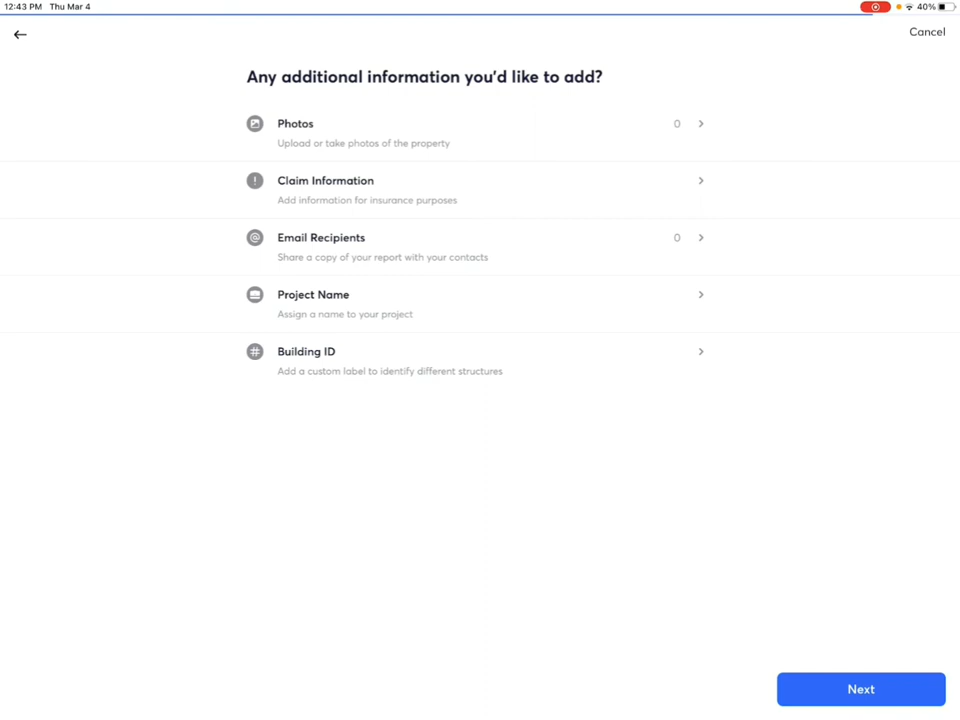 12:43 PM Thu Mar 4
40%
Cancel
Any additional information you'd like to add?
Photos 0
Upload or take photos of the property
Claim Information
Add information for insurance purposes
Email Recipients 0
Share a copy of your report with your contacts
Project Name
Assign a name to your project
Building ID
Add a custom label to identify different structures
Next